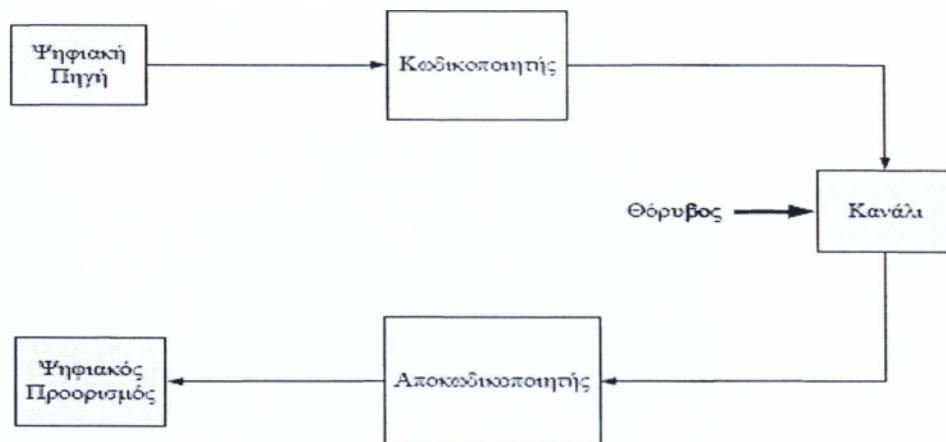 Ψηφιακή
Πηγή
Κωδικοποιητής
Θόρυβος
Κανάλι
Ψηφιακός
Προορισμός
Αποκωδικοποιητής